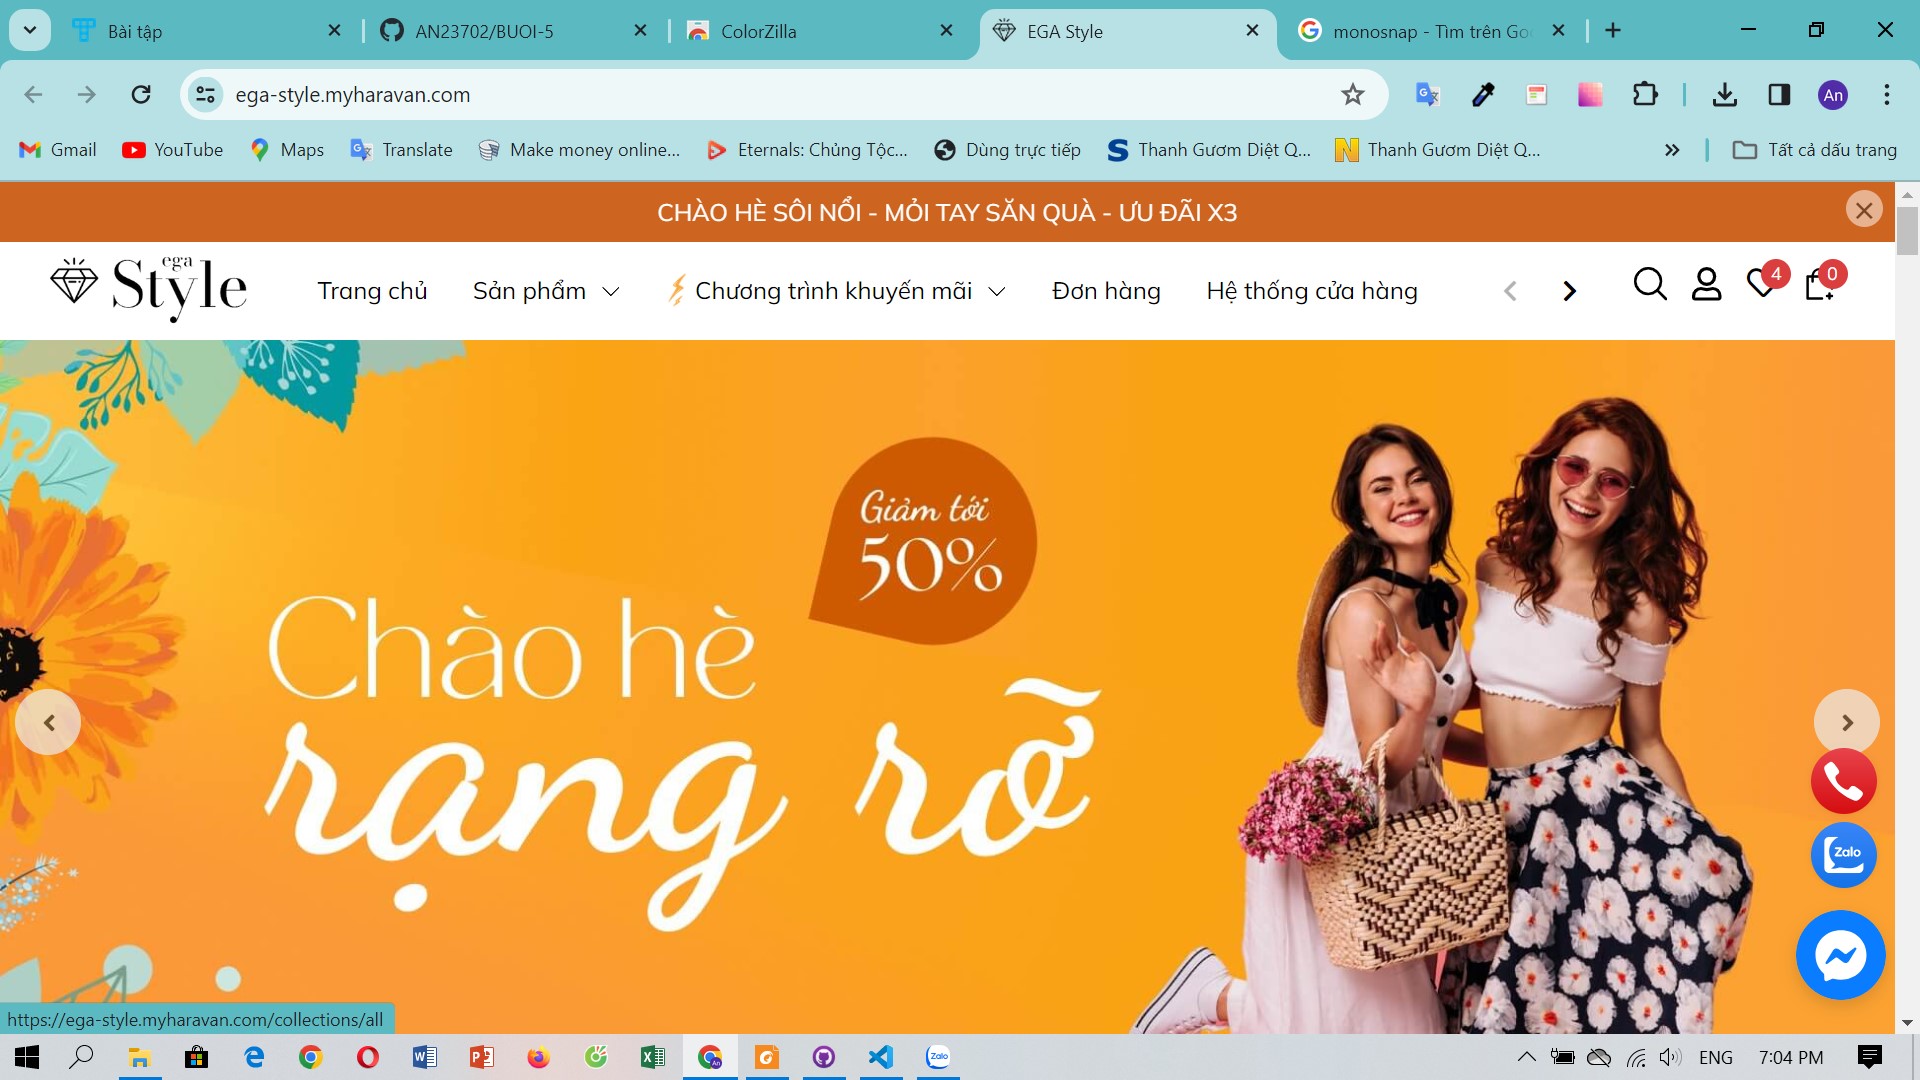 Bài tập
AN23702/BUOI-5
ColorZilla
EGA Style
monosnap - Tìm trên Go
ega-style.myharavan.com
An
Gmail
YouTube
Maps
Translate
Make money online...
Eternals: Chủng Tộc...
Dùng trực tiếp
Thanh Gươm Diệt Q...
Thanh Gươm Diệt Q...
Tất cả dấu trang
CHÀO HÈ SÔI NỔI - MỎI TAY SĂN QUÀ - ƯU ĐÃI X3
ega
Style
Trang chủ
Sản phẩm
Chương trình khuyến mãi
Đơn hàng
Hệ thống cửa hàng
4
0
Giảm tới
50%
Chào hè
rạng rỡ
Zalo
https://ega-style.myharavan.com/collections/all
Zalo
ENG
7:04 PM